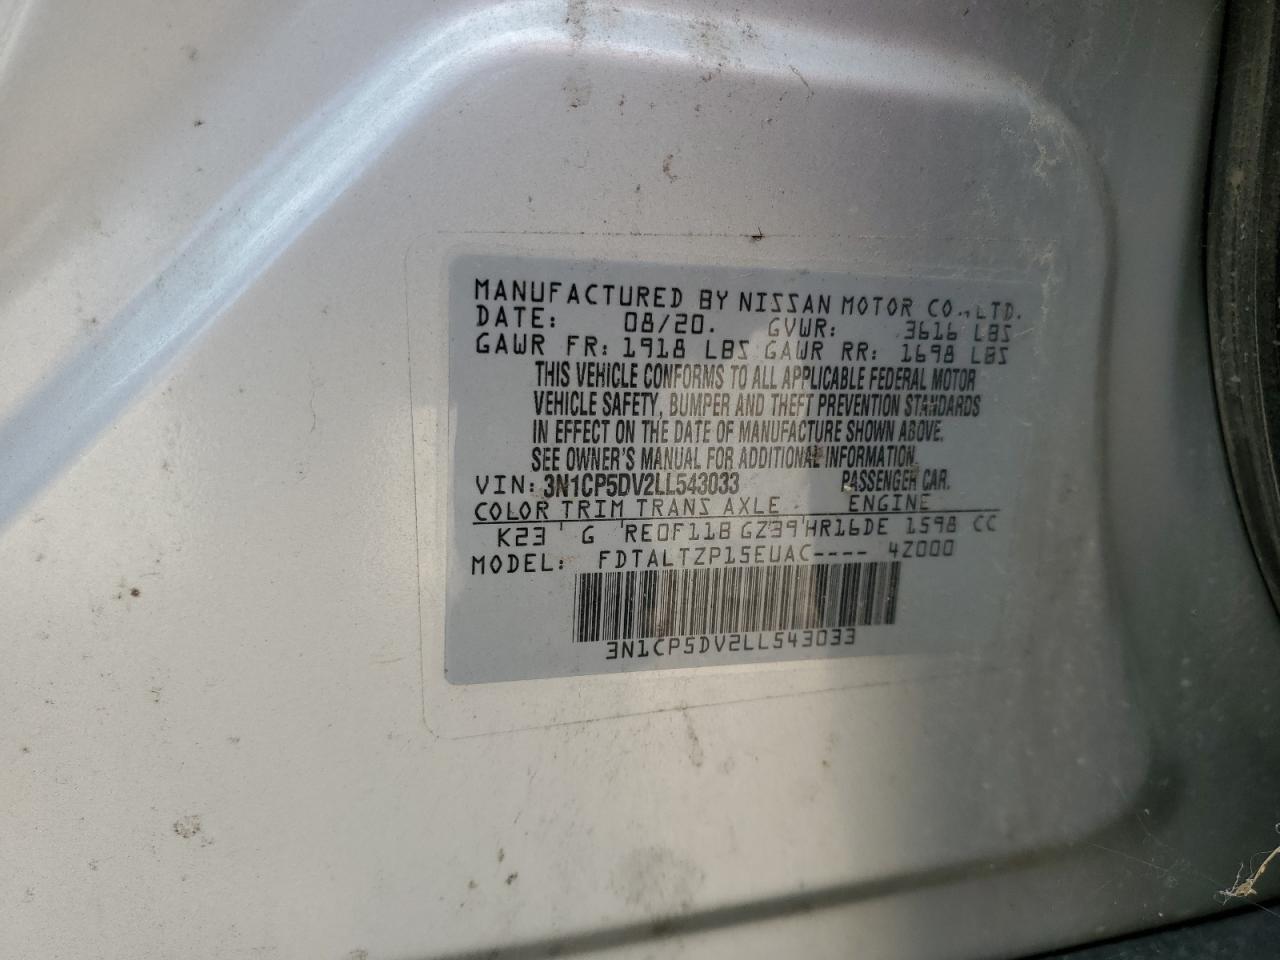 MANUFACTURED BY NISSAN MOTOR CO., LTD.
DATE: 08/20. GVWR: 3616 LBS
GAWR FR: 1918 LBS GAWR RR: 1698 LBS
THIS VEHICLE CONFORMS TO ALL APPLICABLE FEDERAL MOTOR
VEHICLE SAFETY, BUMPER AND THEFT PREVENTION STANDARDS
IN EFFECT ON THE DATE OF MANUFACTURE SHOWN ABOVE.
SEE OWNER'S MANUAL FOR ADDITIONAL INFORMATION.
VIN: 3N1CP5DV2LL543033 PASSENGER CAR.
COLOR TRIM TRANS AXLE ENGINE
K23 G RE0F11B GZ39 HR16DE 1598 CC
MODEL: FDTALTZP15EUAC---- 4Z000
3N1CP5DV2LL543033